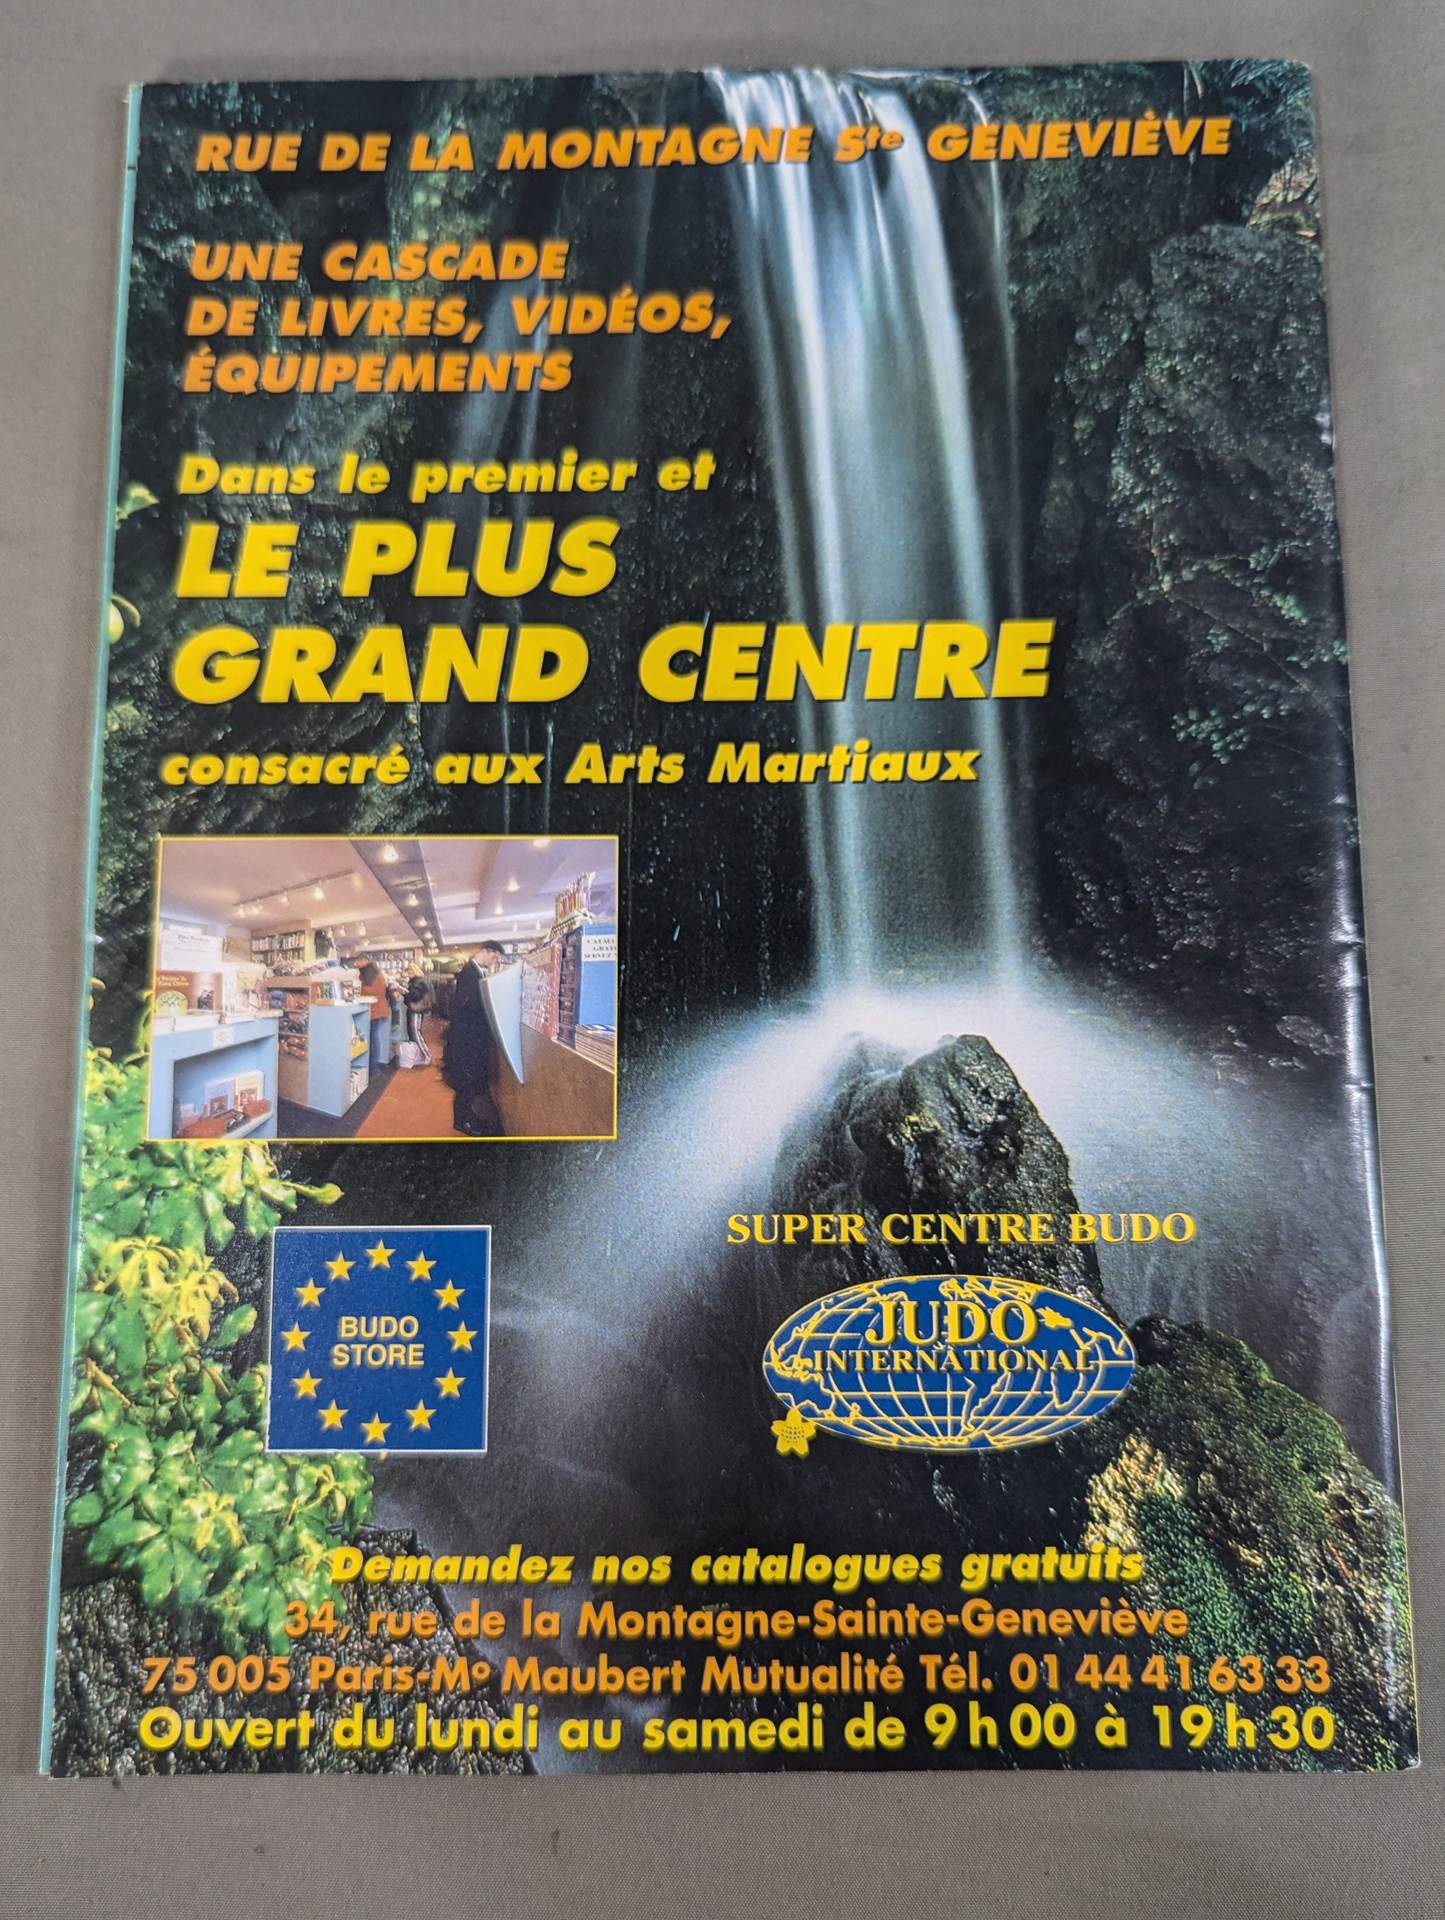 RUE DE LA MONTAGNE Ste GENEVIÈVE
UNE CASCADE
DE LIVRES, VIDÉOS,
ÉQUIPEMENTS
Dans le premier et
LE PLUS
GRAND CENTRE
consacré aux Arts Martiaux
SUPER CENTRE BUDO
BUDO
STORE
JUDO
INTERNATIONAL
Demandez nos catalogues gratuits
34, rue de la Montagne-Sainte-Geneviève
75 005 Paris-Mo Maubert Mutualité Tél. 01 44 41 63 33
Ouvert du lundi au samedi de 9 h 00 à 19 h 30